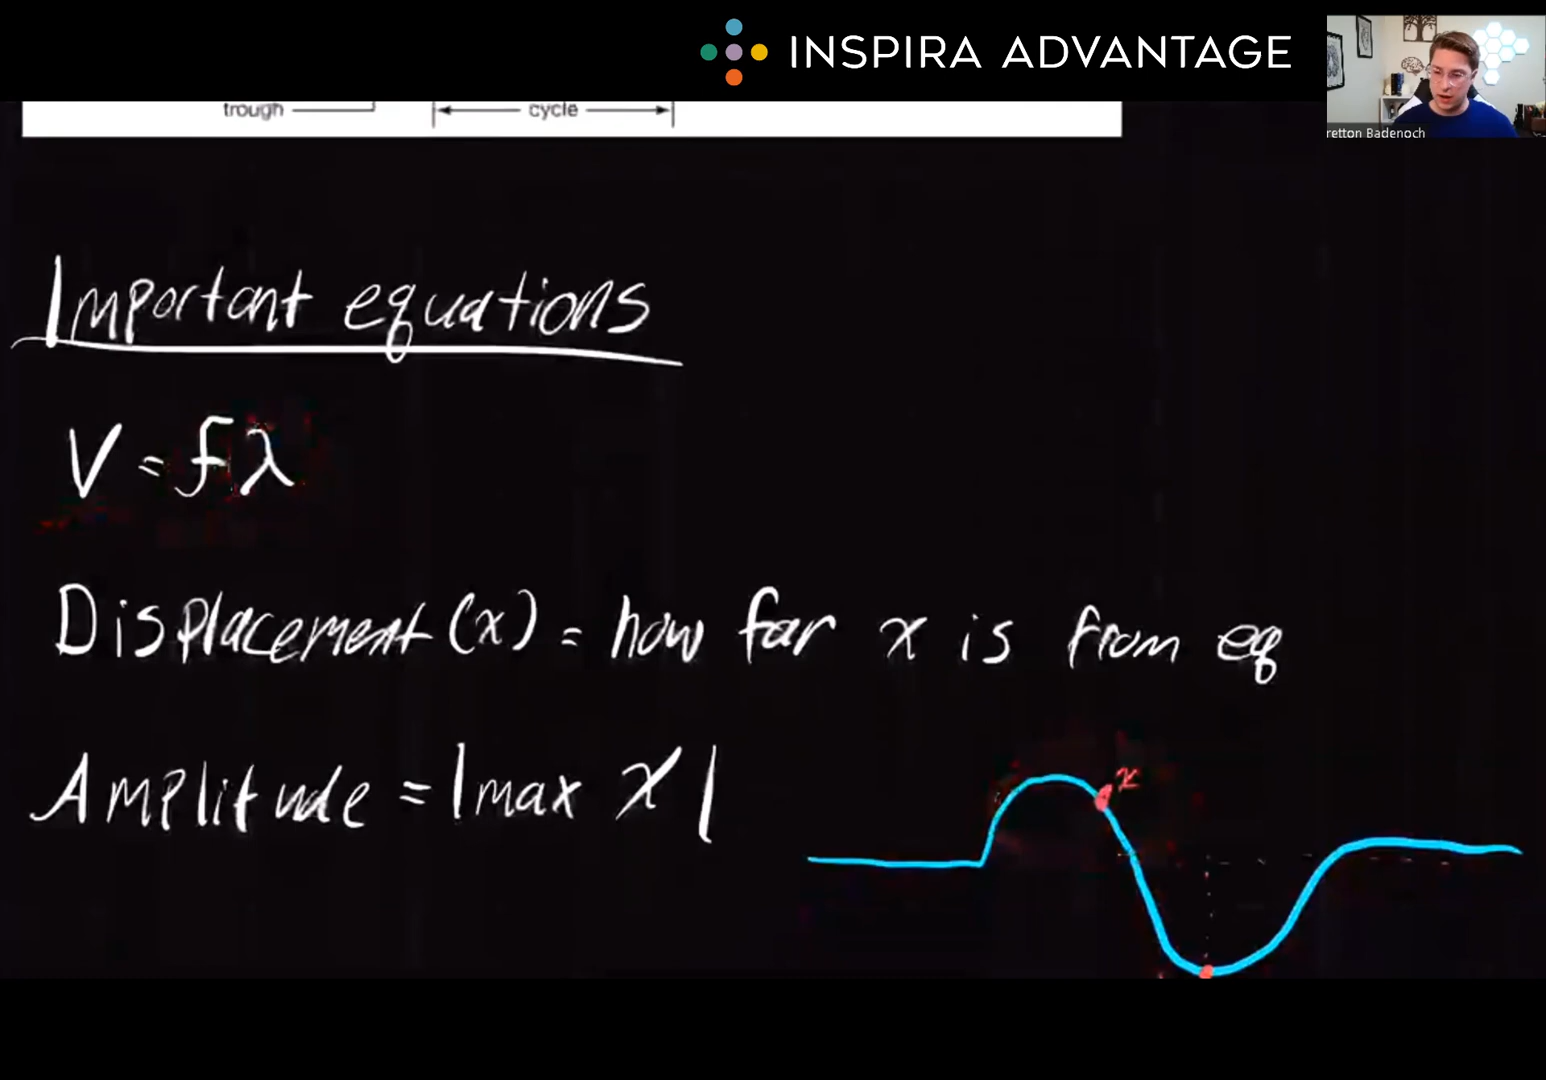 INSPIRA ADVANTAGE
retton Badenoch
trough
cycle
Important equations
V = fλ
Displacement (x) = how far x is from eq
Amplitude = |max x|
x